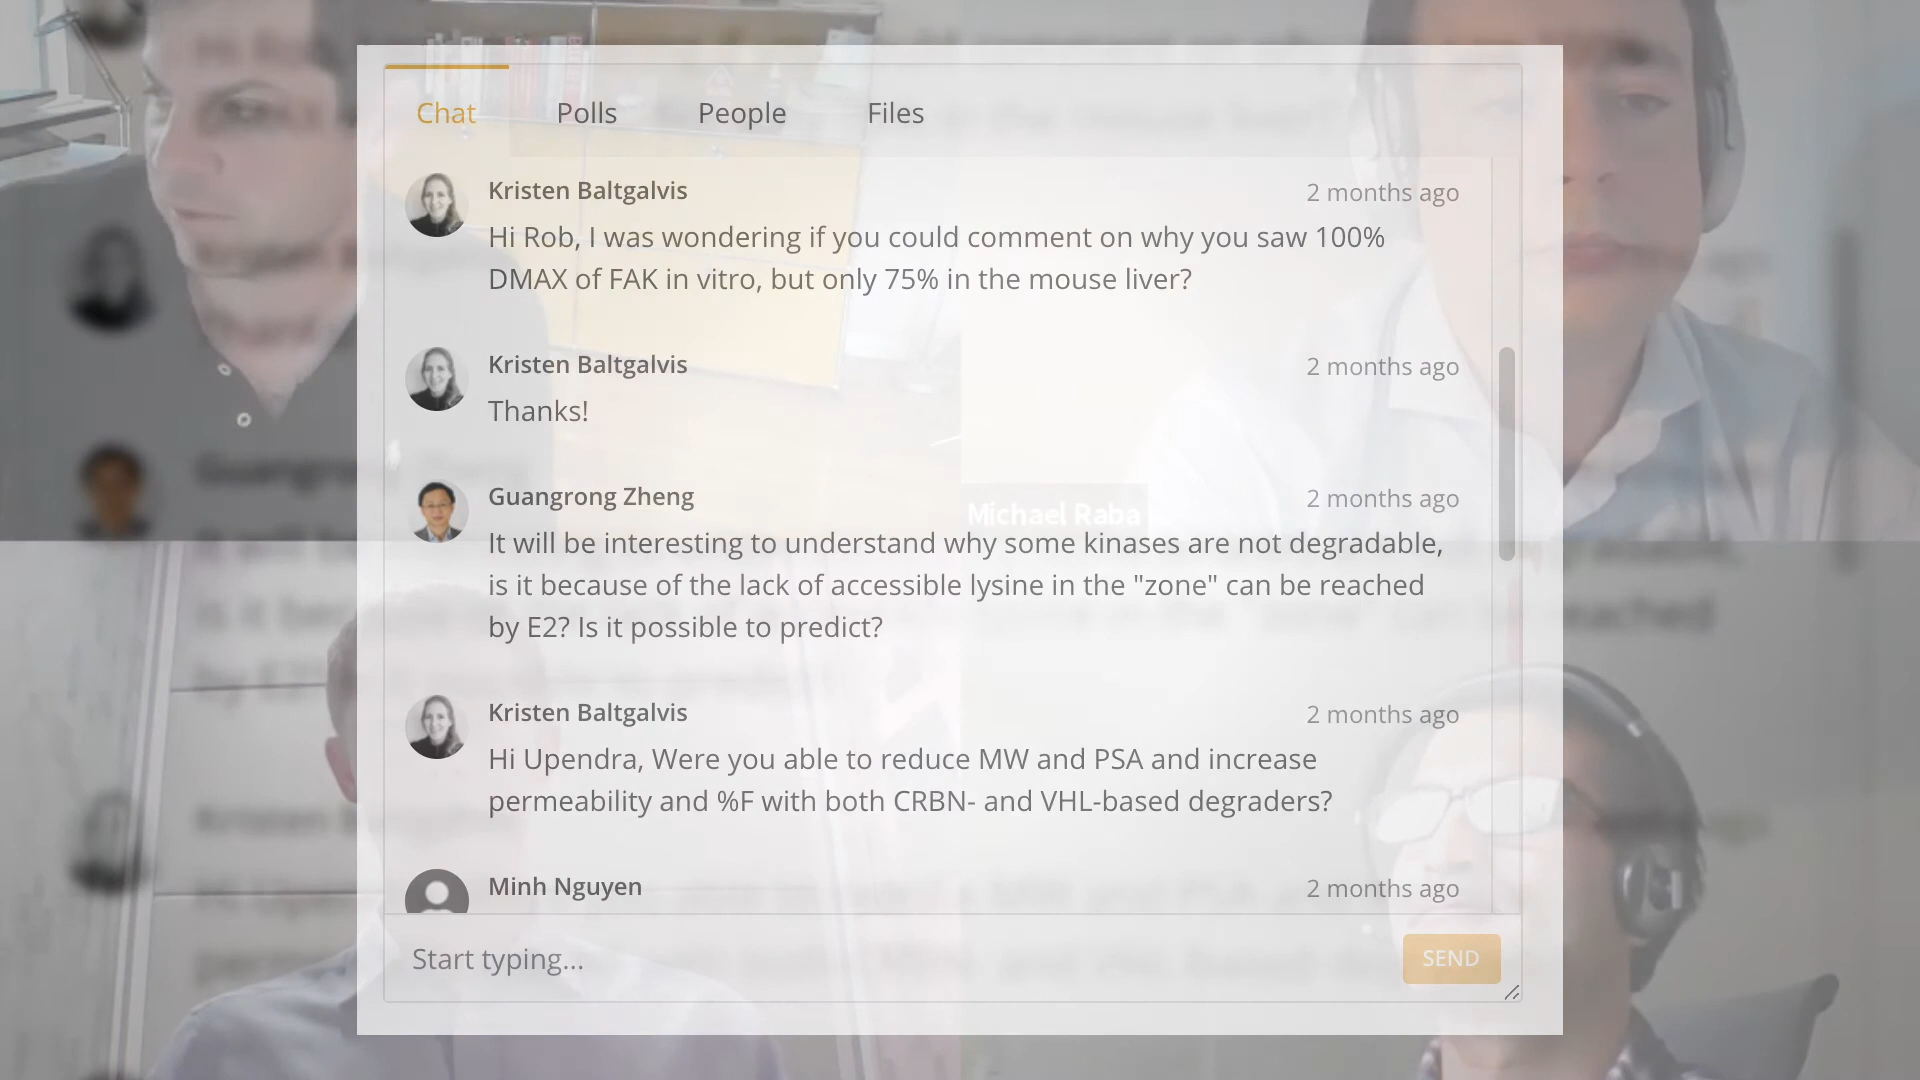 Chat Polls People Files
Kristen Baltgalvis 2 months ago
Hi Rob, I was wondering if you could comment on why you saw 100%
DMAX of FAK in vitro, but only 75% in the mouse liver?
Kristen Baltgalvis 2 months ago
Thanks!
Guangrong Zheng 2 months ago
Michael Raba
It will be interesting to understand why some kinases are not degradable,
is it because of the lack of accessible lysine in the "zone" can be reached
by E2? Is it possible to predict?
Kristen Baltgalvis 2 months ago
Hi Upendra, Were you able to reduce MW and PSA and increase
permeability and %F with both CRBN- and VHL-based degraders?
Minh Nguyen 2 months ago
Start typing... SEND